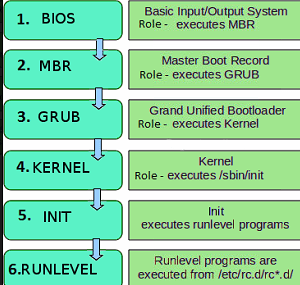 1. BIOS
Basic Input/Output System
Role - executes MBR
2. MBR
Master Boot Record
Role - executes GRUB
3. GRUB
Grand Unified Bootloader
Role - executes Kernel
4.KERNEL
Kernel
Role - executes /sbin/init
5. INIT
Init
executes runlevel programs
6.RUNLEVEL
Runlevel programs are
executed from /etc/rc.d/rc*.d/